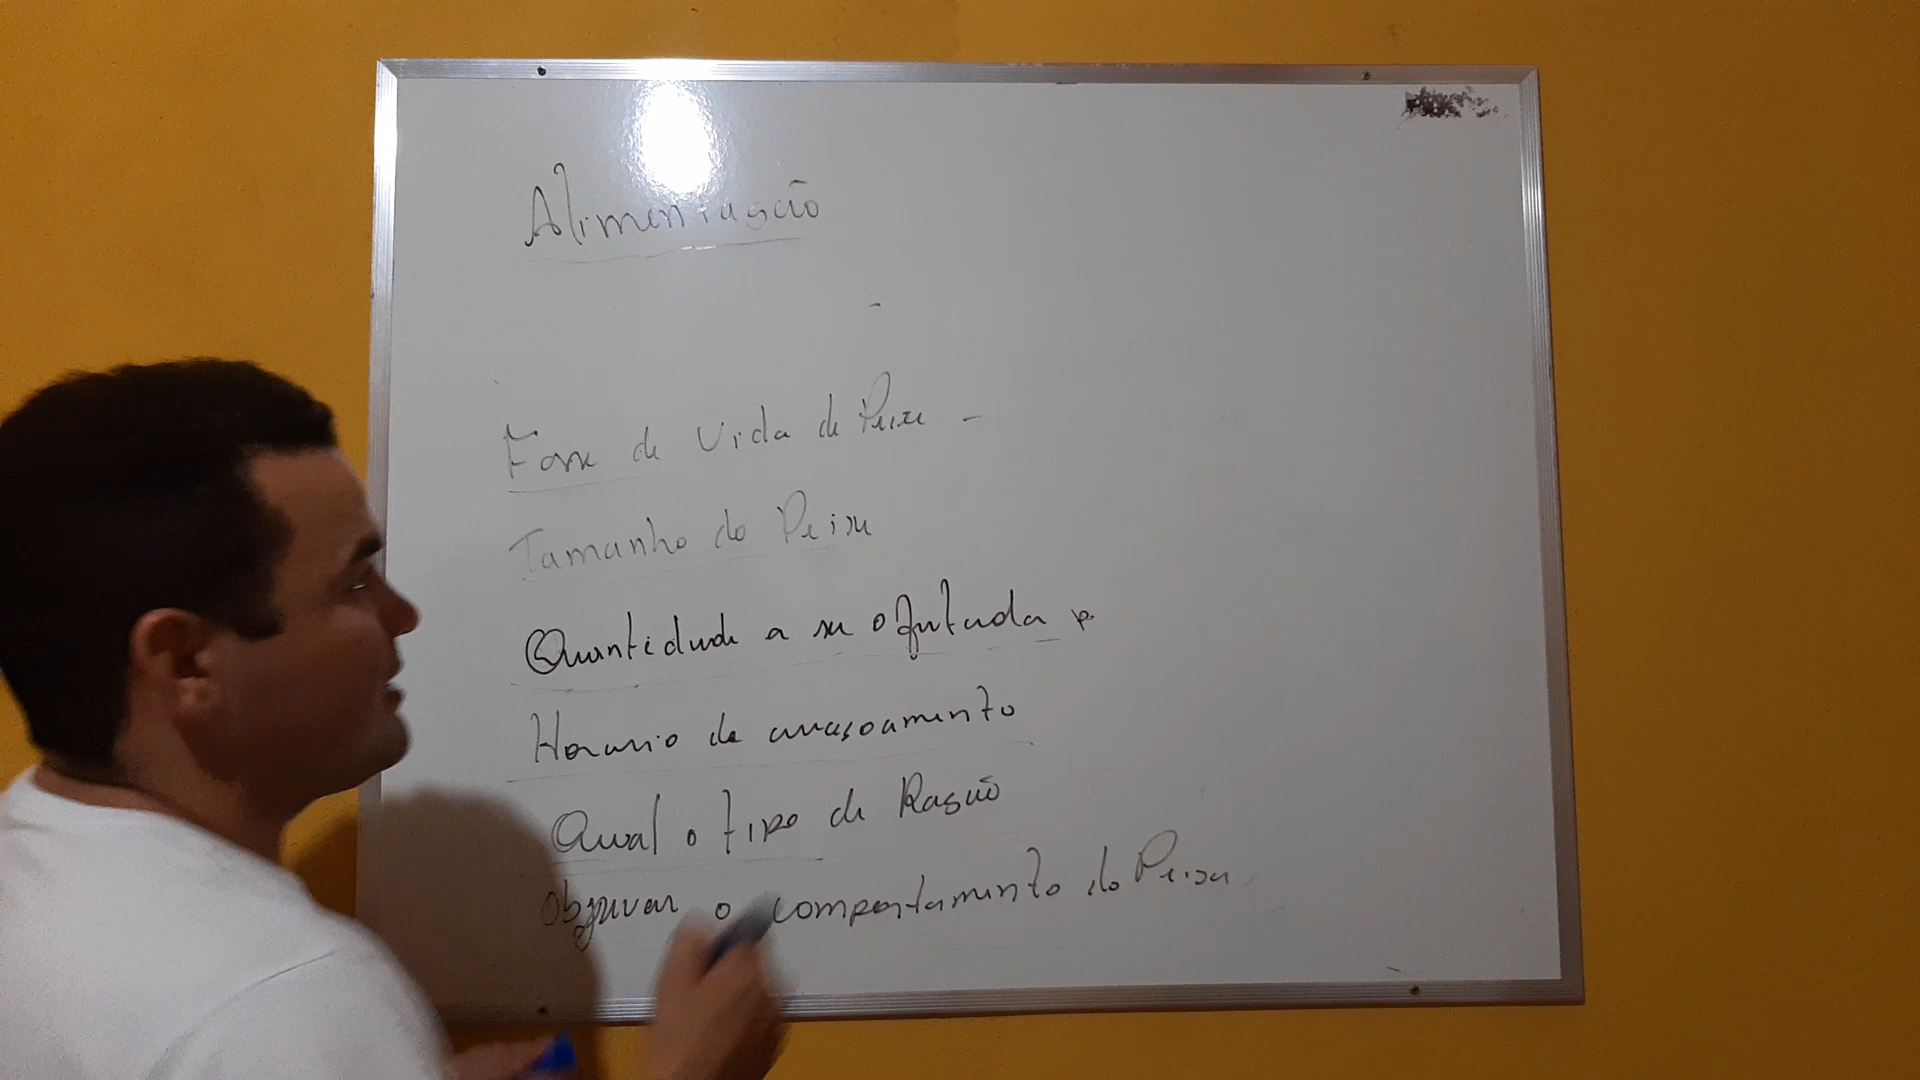 Alimentação
Fase de Vida do Peixe -
Tamanho do Peixe
Quantidade a ser ofertada p
Horario de arraçoamento
Qual o tipo de Ração
Observar o comportamento do Peixe